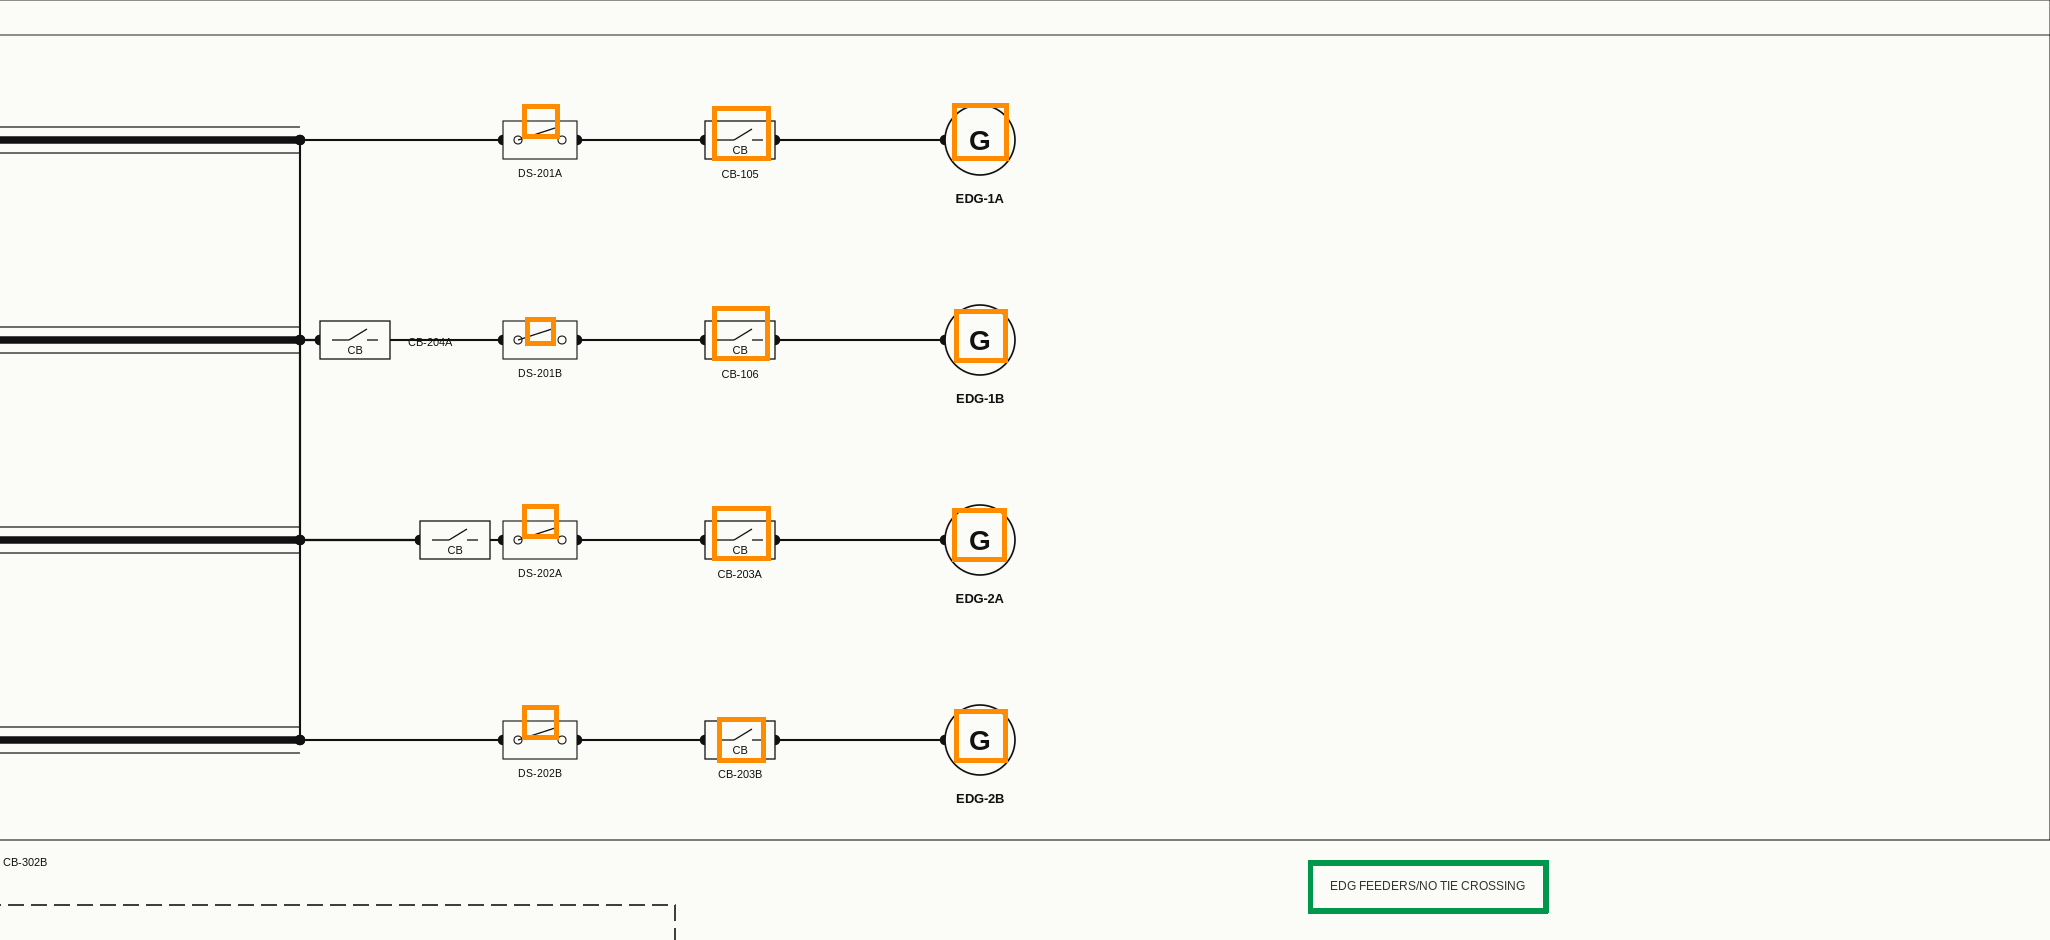 CB
G
DS-201A
CB-105
EDG-1A
CB
CB-204A
CB
G
DS-201B
CB-106
EDG-1B
CB
CB
G
DS-202A
CB-203A
EDG-2A
CB
G
DS-202B
CB-203B
EDG-2B
CB-302B
EDG FEEDERS/NO TIE CROSSING